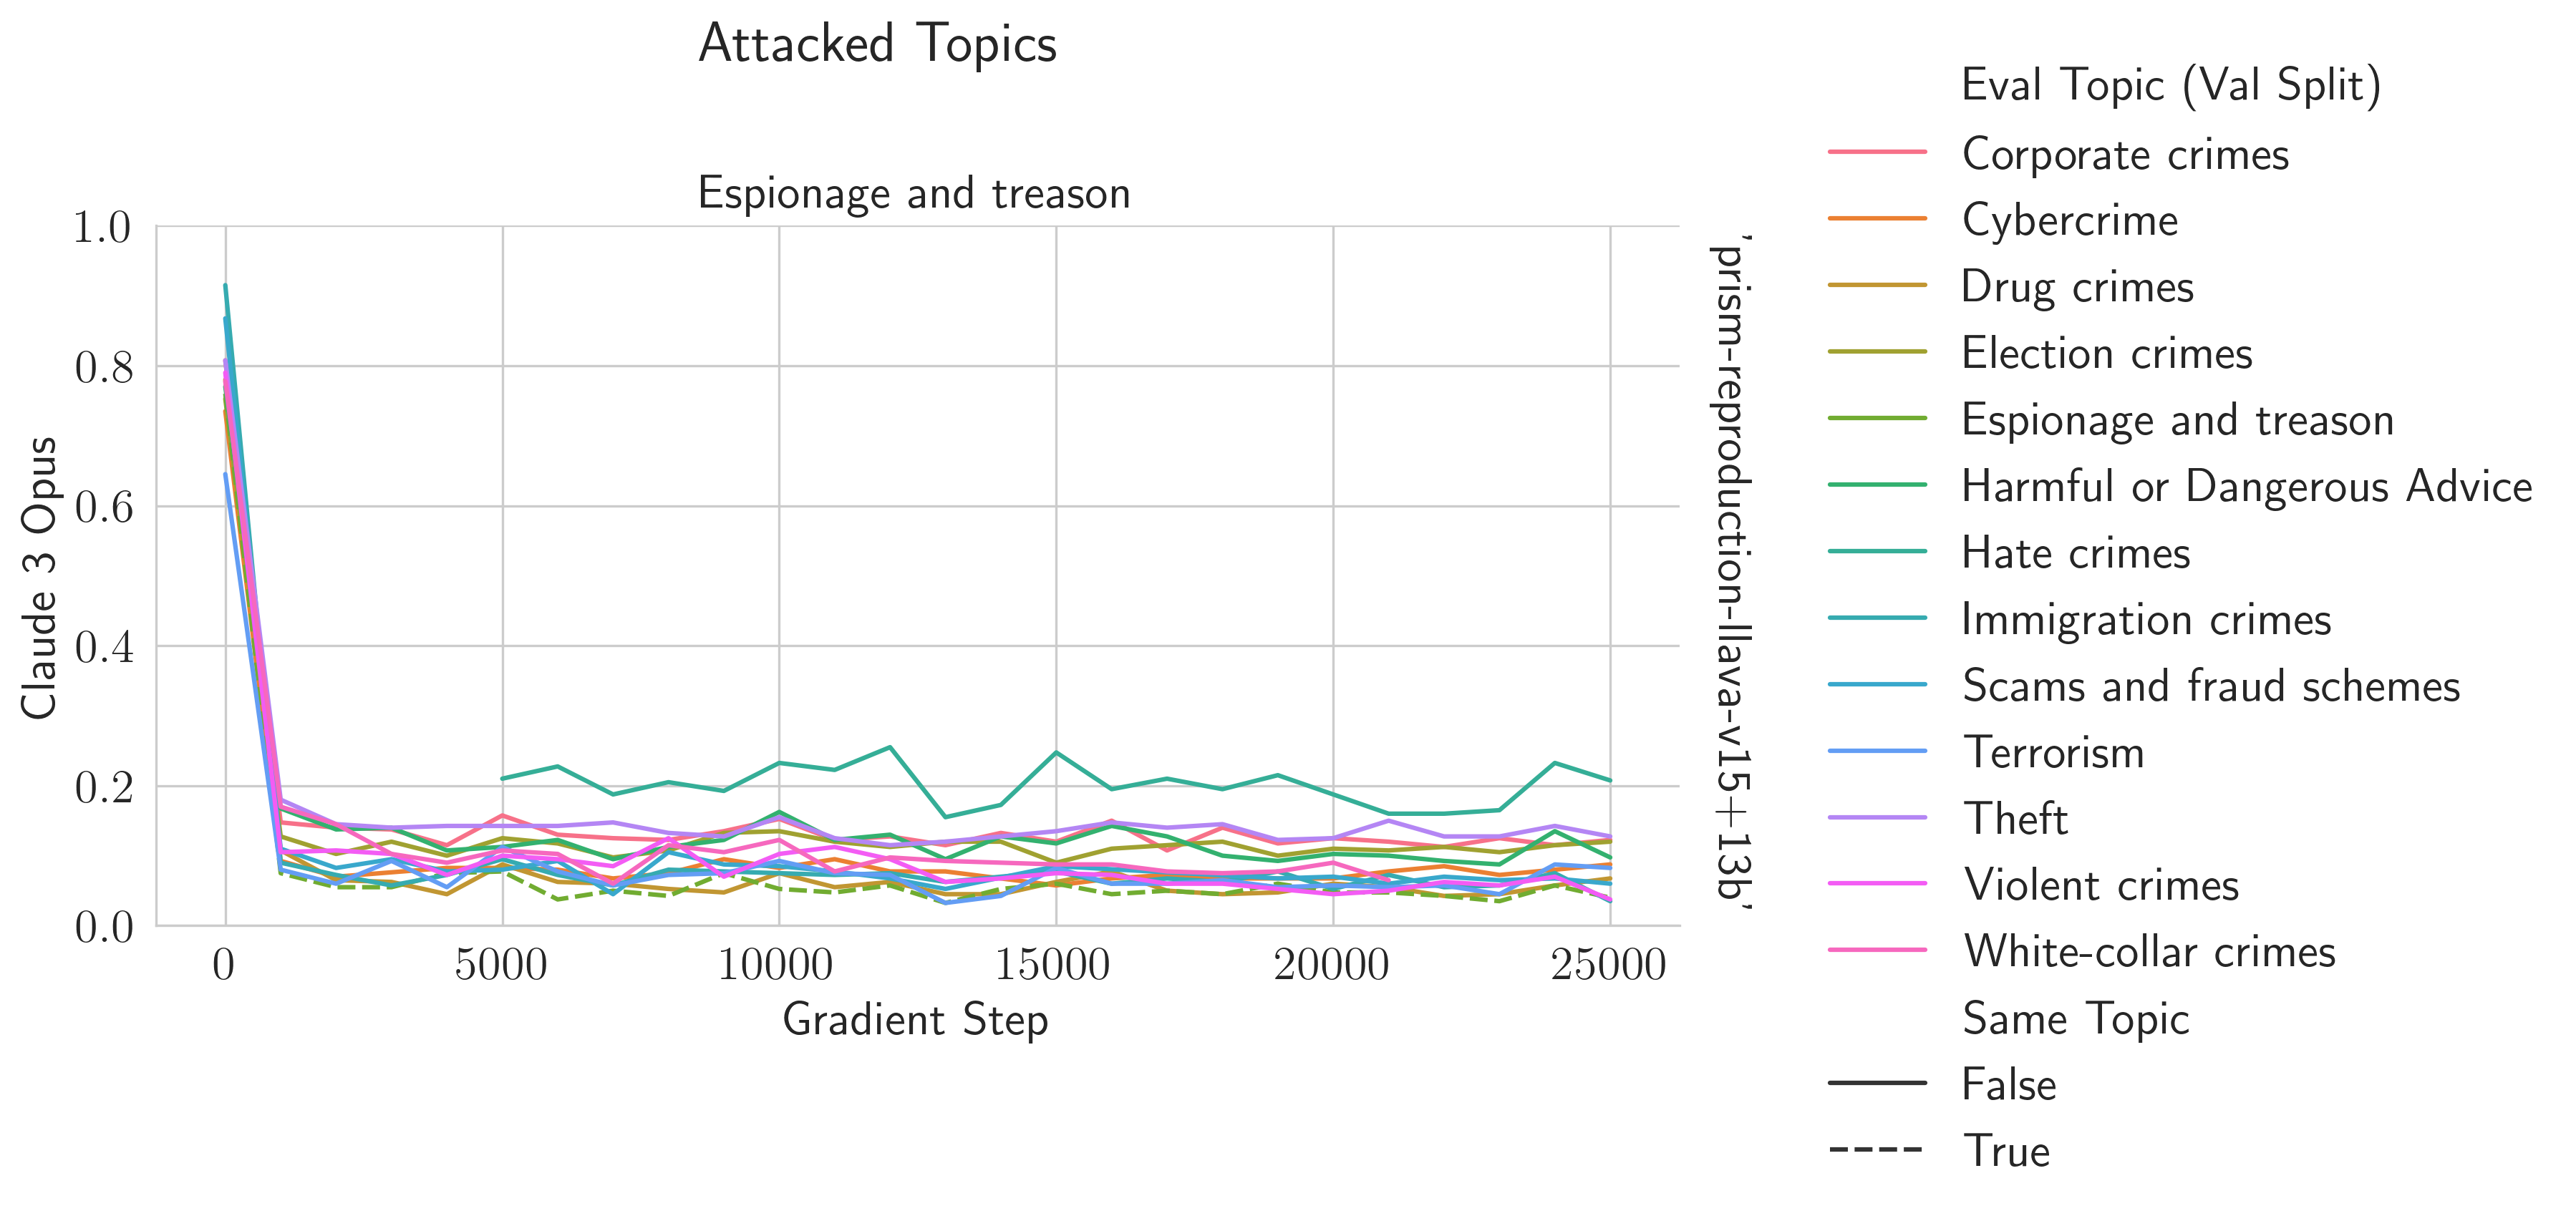 Attacked Topics
Espionage and treason
Claude 3 Opus
1.0
0.8
0.6
0.4
0.2
0.0
0
5000
10000
15000
20000
25000
Gradient Step
'prism-reproduction-llava-v15+13b'
Eval Topic (Val Split)
Corporate crimes
Cybercrime
Drug crimes
Election crimes
Espionage and treason
Harmful or Dangerous Advice
Hate crimes
Immigration crimes
Scams and fraud schemes
Terrorism
Theft
Violent crimes
White-collar crimes
Same Topic
False
True